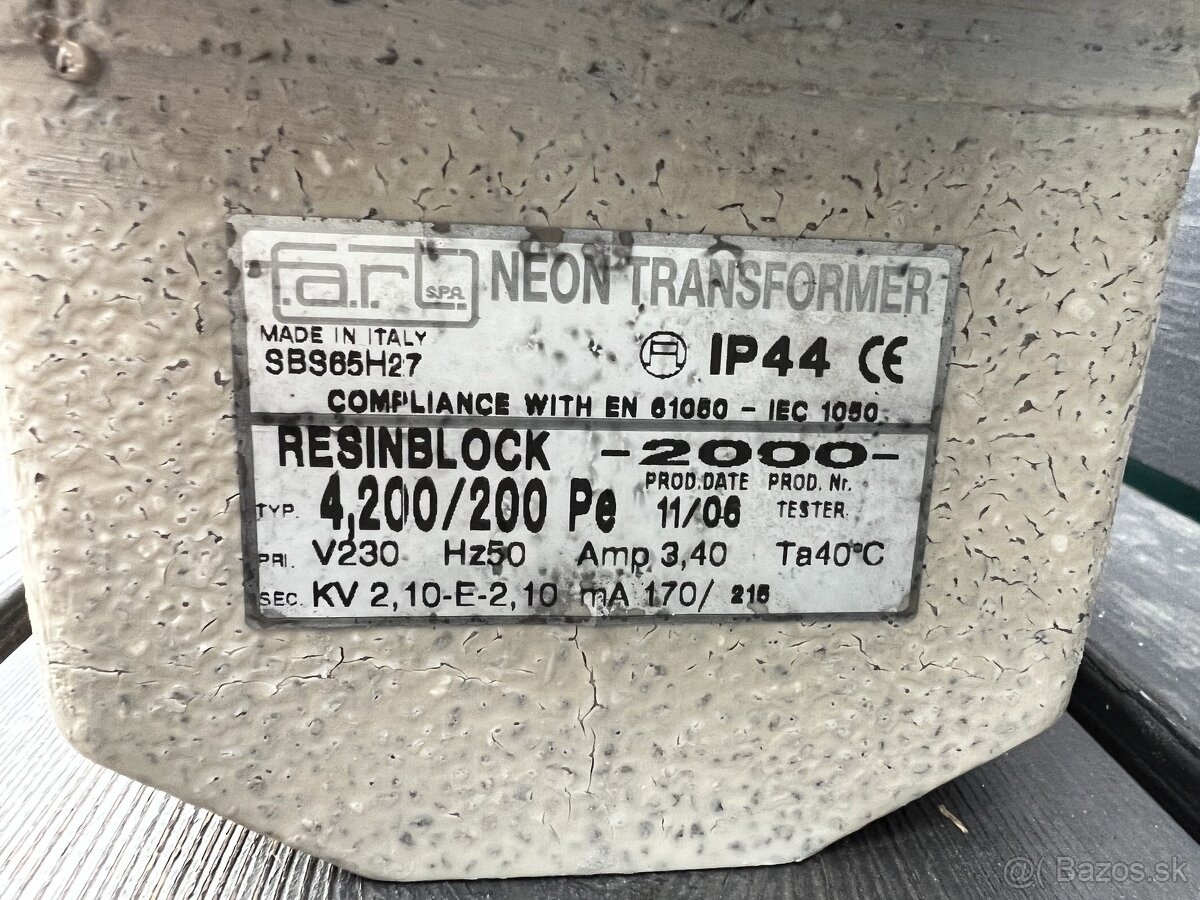 f.a.r.t. S.P.A. NEON TRANSFORMER
MADE IN ITALY
SBS65H27
IP44 CE
COMPLIANCE WITH EN 61050 - IEC 1050
RESINBLOCK -2000-
PROD.DATE PROD. Nr.
TYP. 4,200/200 Pe 11/06 TESTER
PRI. V230 Hz50 Amp 3,40 Ta40°C
SEC. KV 2,10-E-2,10 mA 170/ 215
@( Bazos.sk